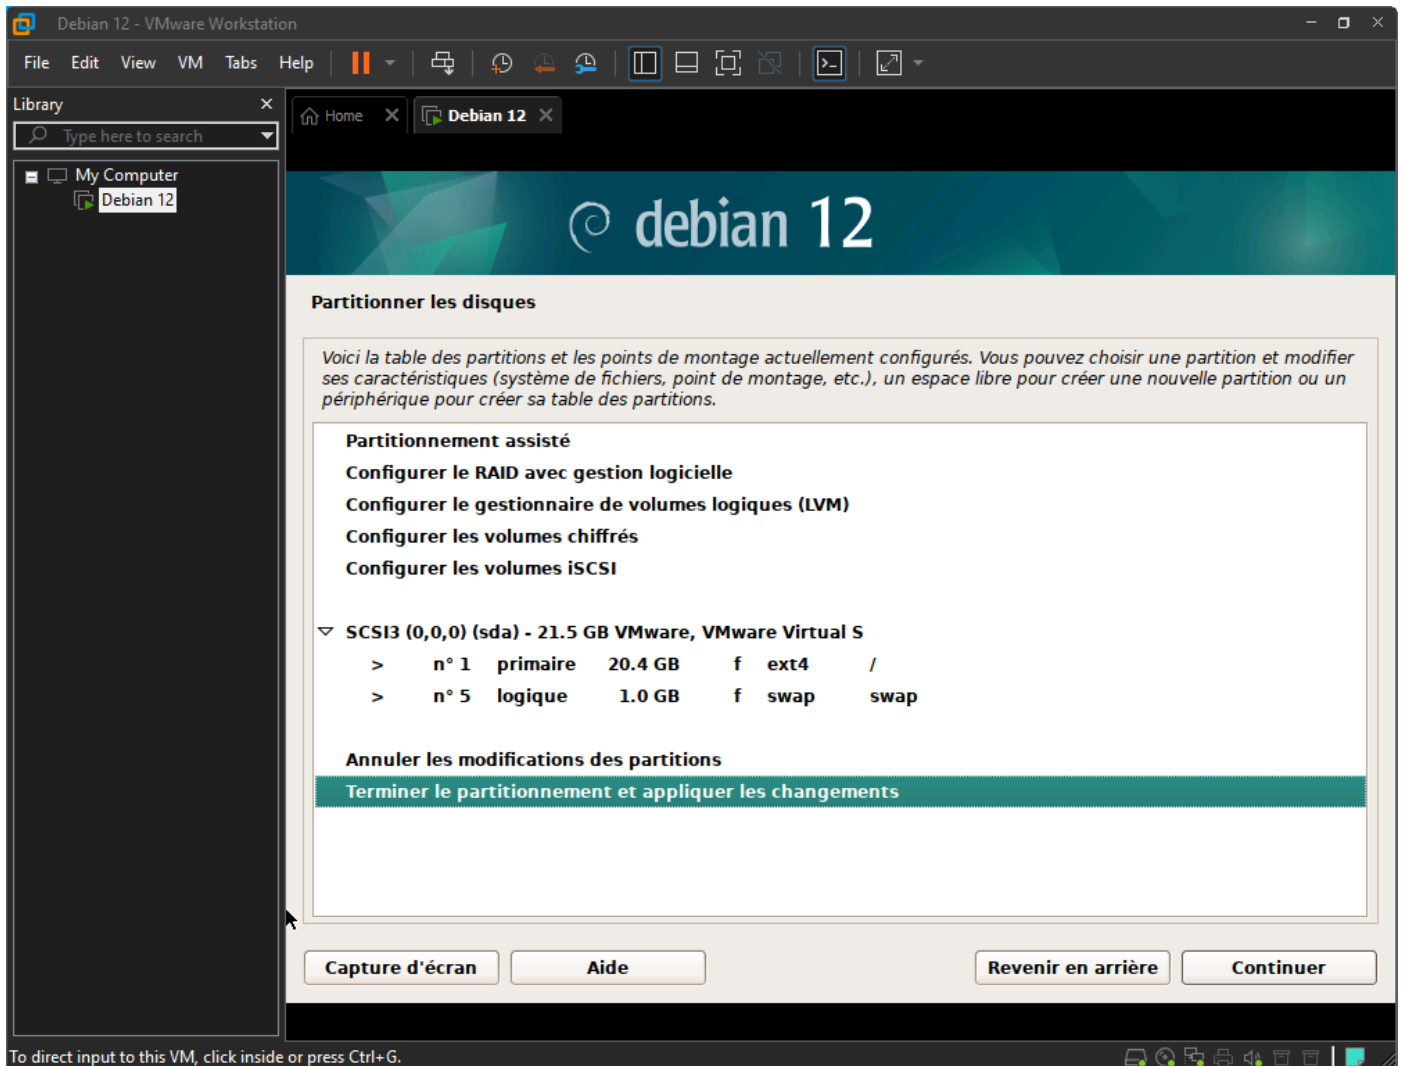 Debian 12 - VMware Workstation
File Edit View VM Tabs Help
Library
Type here to search
My Computer
Debian 12
Home
Debian 12
debian 12
Partitionner les disques
Voici la table des partitions et les points de montage actuellement configurés. Vous pouvez choisir une partition et modifier
ses caractéristiques (système de fichiers, point de montage, etc.), un espace libre pour créer une nouvelle partition ou un
périphérique pour créer sa table des partitions.
Partitionnement assisté
Configurer le RAID avec gestion logicielle
Configurer le gestionnaire de volumes logiques (LVM)
Configurer les volumes chiffrés
Configurer les volumes iSCSI
SCSI3 (0,0,0) (sda) - 21.5 GB VMware, VMware Virtual S
> n° 1 primaire 20.4 GB f ext4 /
> n° 5 logique 1.0 GB f swap swap
Annuler les modifications des partitions
Terminer le partitionnement et appliquer les changements
Capture d'écran
Aide
Revenir en arrière
Continuer
To direct input to this VM, click inside or press Ctrl+G.